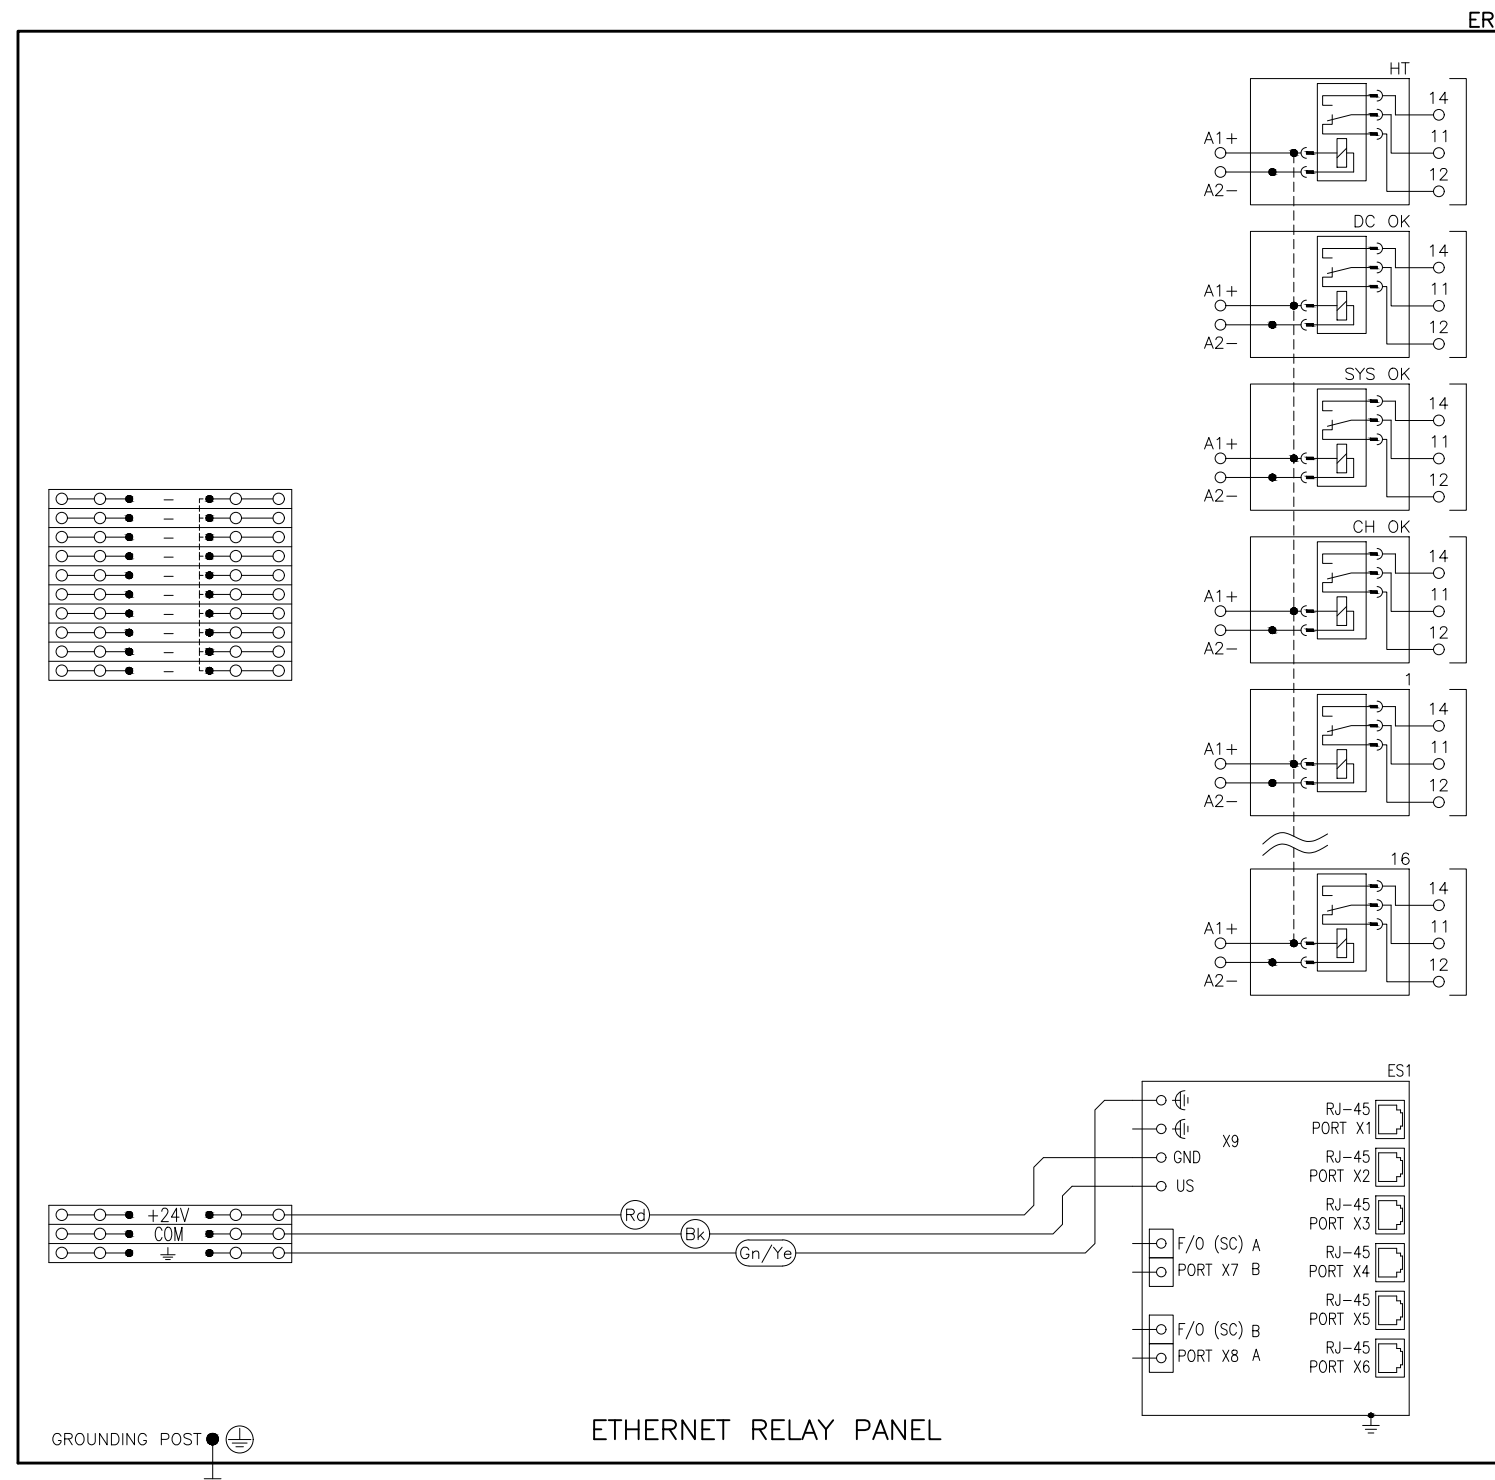 ER
HT
14
A1+
11
12
A2-
DC OK
14
A1+
11
12
A2-
SYS OK
14
A1+
11
12
A2-
CH OK
14
A1+
11
12
A2-
1
14
A1+
11
12
A2-
16
14
A1+
11
12
A2-
-
-
-
-
-
-
-
-
-
-
ES1
X9
GND
US
RJ-45
PORT X1
RJ-45
PORT X2
RJ-45
PORT X3
RJ-45
PORT X4
RJ-45
PORT X5
RJ-45
PORT X6
F/O (SC) A
PORT X7 B
F/O (SC) B
PORT X8 A
+24V
Rd
COM
Bk
Gn/Ye
ETHERNET RELAY PANEL
GROUNDING POST